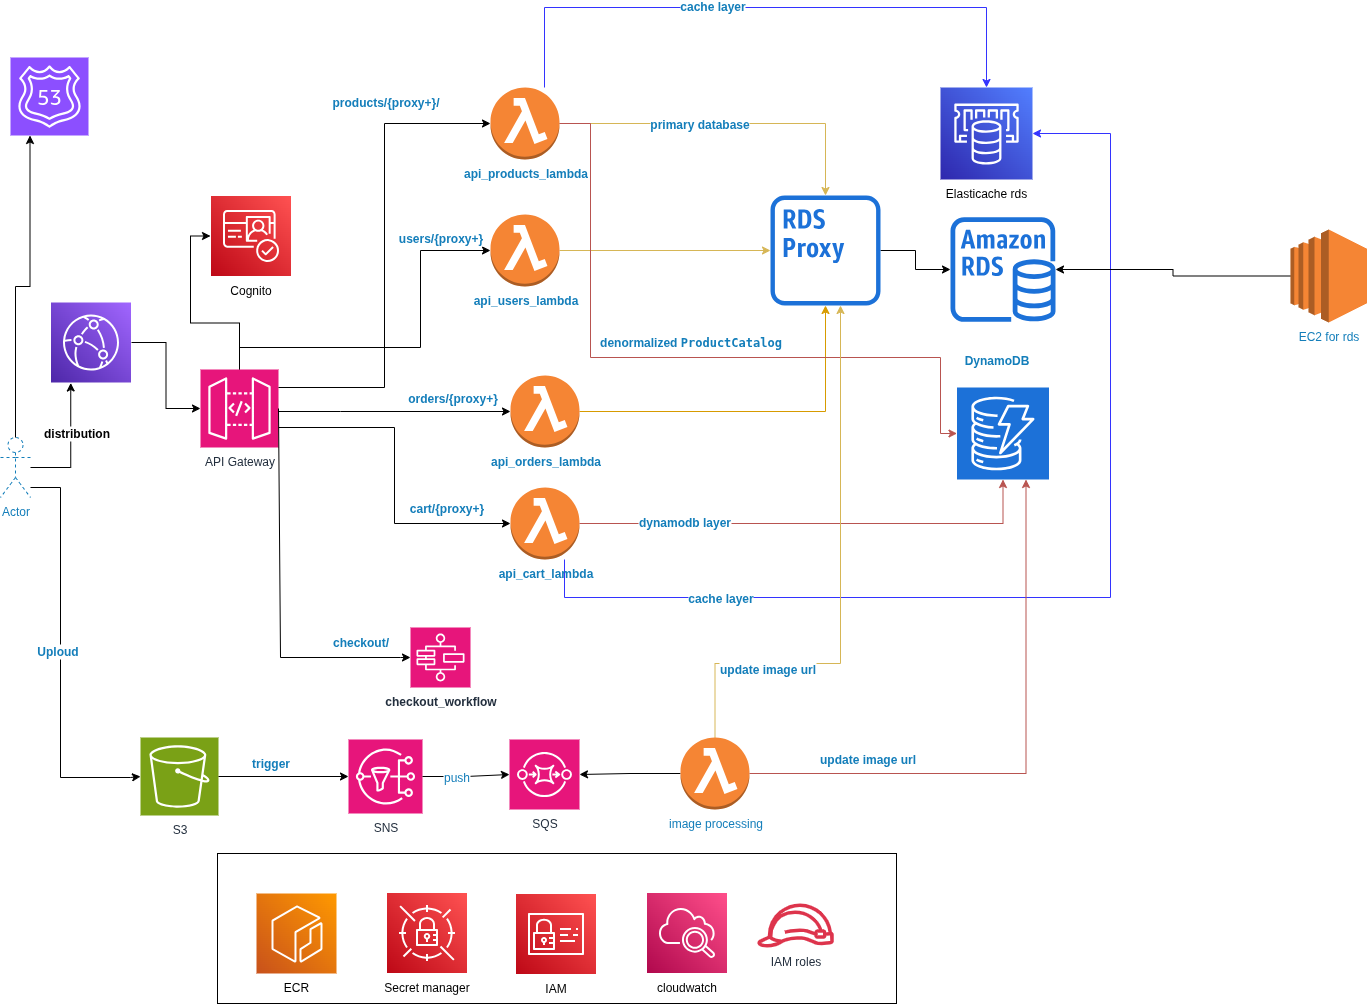 cache layer
53
products/{proxy+}/
primary database
api_products_lambda
Elasticache rds
RDS
Proxy
users/{proxy+}
Amazon
RDS
Cognito
api_users_lambda
EC2 for rds
denormalized ProductCatalog
DynamoDB
orders/{proxy+}
</>
distribution
API Gateway
api_orders_lambda
Actor
cart/{proxy+}
dynamodb layer
api_cart_lambda
cache layer
checkout/
Uploud
update image url
checkout_workflow
trigger
update image url
push
S3
SNS
SQS
image processing
IAM roles
ECR
Secret manager
IAM
cloudwatch